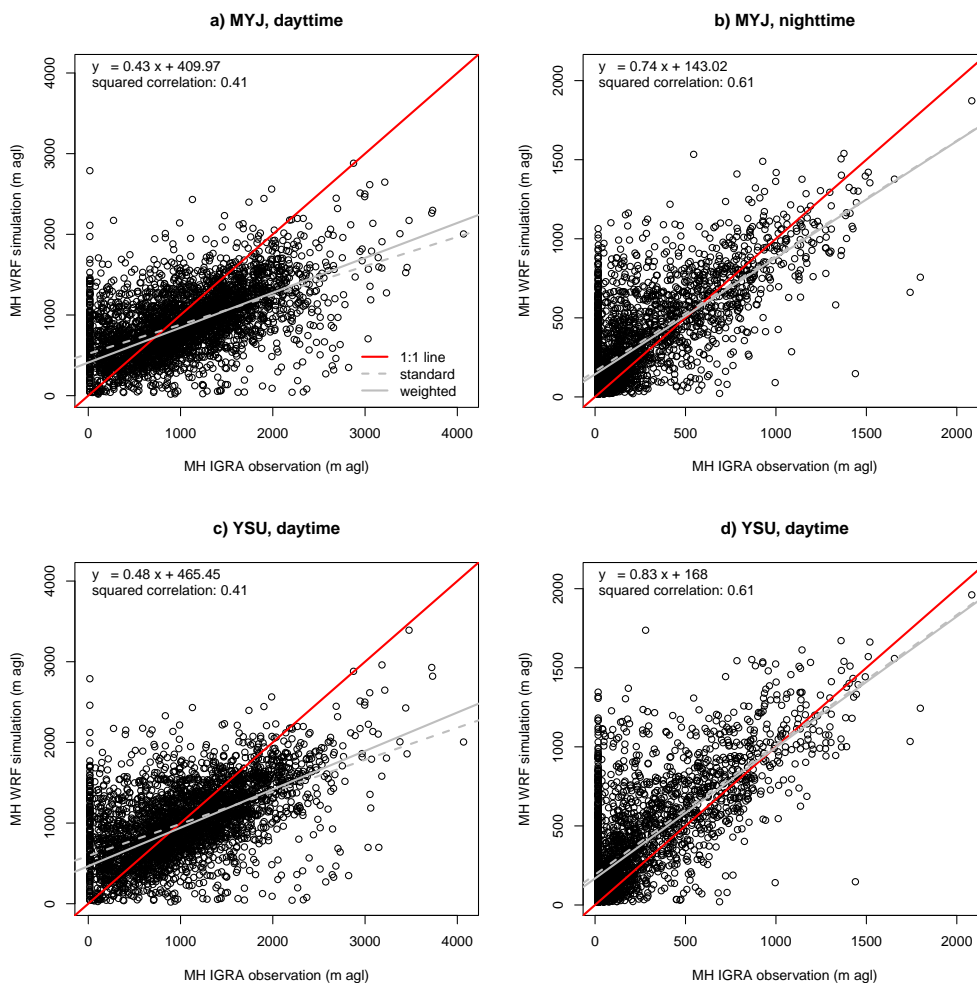 a) MYJ, dayttime
y = 0.43 x + 409.97
squared correlation: 0.41
MH WRF simulation (m agl)
0 1000 2000 3000 4000
1:1 line
standard
weighted
0 1000 2000 3000 4000
MH IGRA observation (m agl)
b) MYJ, nighttime
y = 0.74 x + 143.02
squared correlation: 0.61
MH WRF simulation (m agl)
0 500 1000 1500 2000
0 500 1000 1500 2000
MH IGRA observation (m agl)
c) YSU, daytime
y = 0.48 x + 465.45
squared correlation: 0.41
MH WRF simulation (m agl)
0 1000 2000 3000 4000
0 1000 2000 3000 4000
MH IGRA observation (m agl)
d) YSU, daytime
y = 0.83 x + 168
squared correlation: 0.61
MH WRF simulation (m agl)
0 500 1000 1500 2000
0 500 1000 1500 2000
MH IGRA observation (m agl)